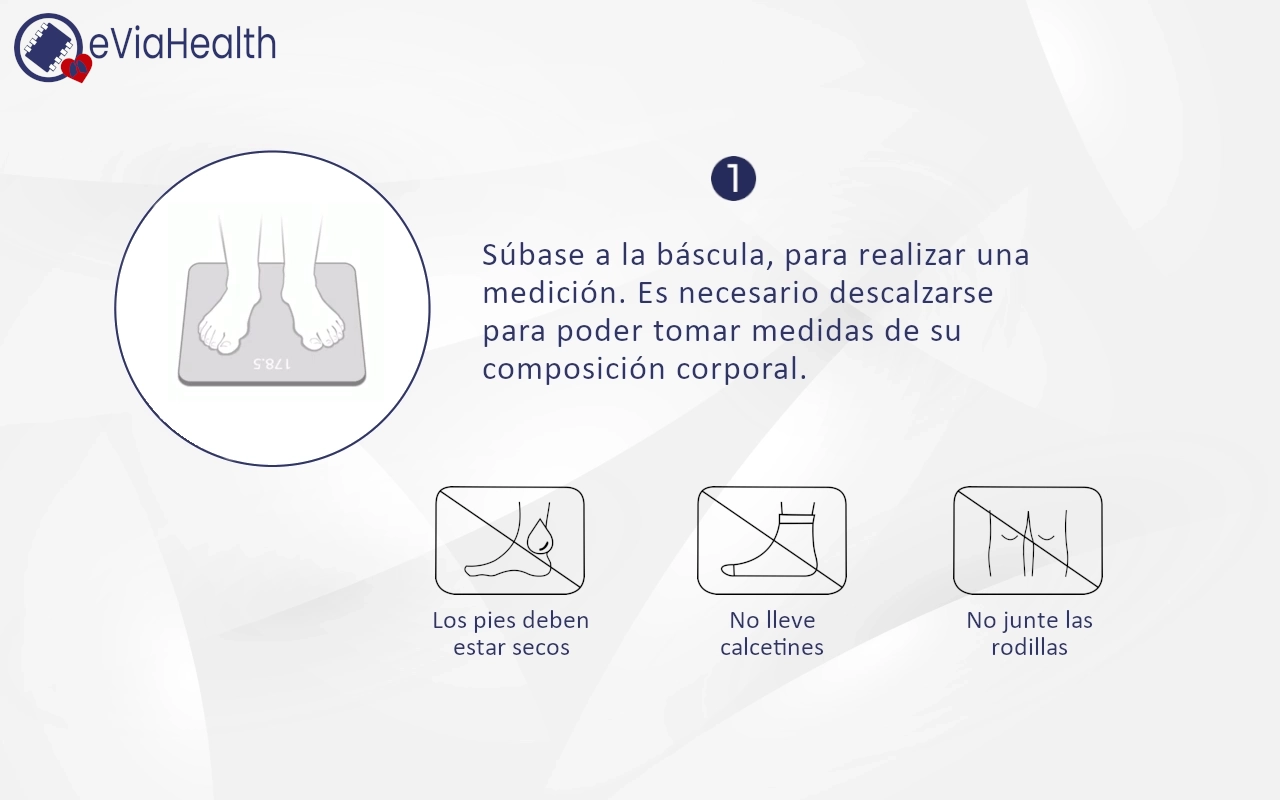 eViaHealth
1
Súbase a la báscula, para realizar una
medición. Es necesario descalzarse
para poder tomar medidas de su
composición corporal.
178.5
Los pies deben
estar secos
No lleve
calcetines
No junte las
rodillas